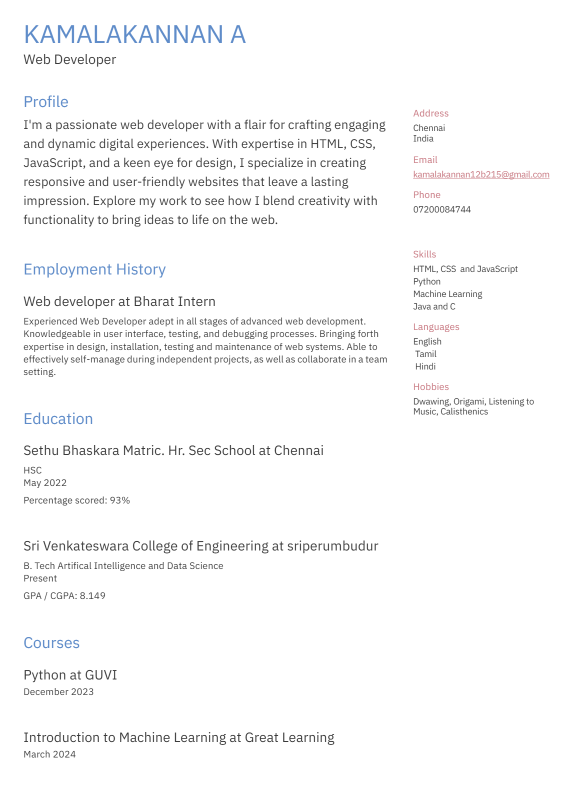 KAMALAKANNAN A
Web Developer
Profile
I'm a passionate web developer with a flair for crafting engaging
and dynamic digital experiences. With expertise in HTML, CSS,
JavaScript, and a keen eye for design, I specialize in creating
responsive and user-friendly websites that leave a lasting
impression. Explore my work to see how I blend creativity with
functionality to bring ideas to life on the web.
Employment History
Web developer at Bharat Intern
Experienced Web Developer adept in all stages of advanced web development.
Knowledgeable in user interface, testing, and debugging processes. Bringing forth
expertise in design, installation, testing and maintenance of web systems. Able to
effectively self-manage during independent projects, as well as collaborate in a team
setting.
Education
Sethu Bhaskara Matric. Hr. Sec School at Chennai
HSC
May 2022
Percentage scored: 93%
Sri Venkateswara College of Engineering at sriperumbudur
B. Tech Artifical Intelligence and Data Science
Present
GPA / CGPA: 8.149
Courses
Python at GUVI
December 2023
Introduction to Machine Learning at Great Learning
March 2024
Address
Chennai
India
Email
kamalakannan12b215@gmail.com
Phone
07200084744
Skills
HTML, CSS  and JavaScript
Python
Machine Learning
Java and C
Languages
English
Tamil
Hindi
Hobbies
Dwawing, Origami, Listening to
Music, Calisthenics